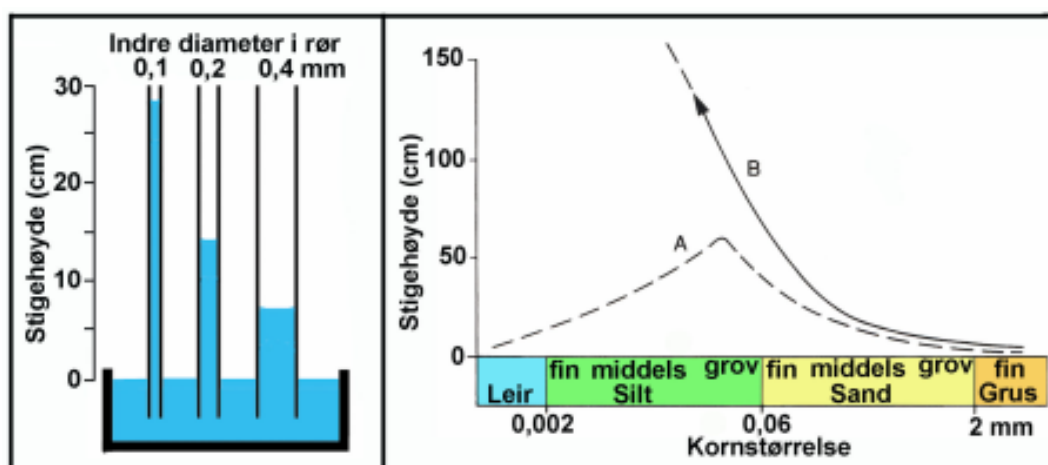 Indre diameter i rør
0,1 0,2 0,4 mm
Stigehøyde (cm)
30
20
10
0
Stigehøyde (cm)
150
100
50
0
A
B
fin middels grov fin middels grov fin
Leir Silt Sand Grus
0,002 0,06 2 mm
Kornstørrelse